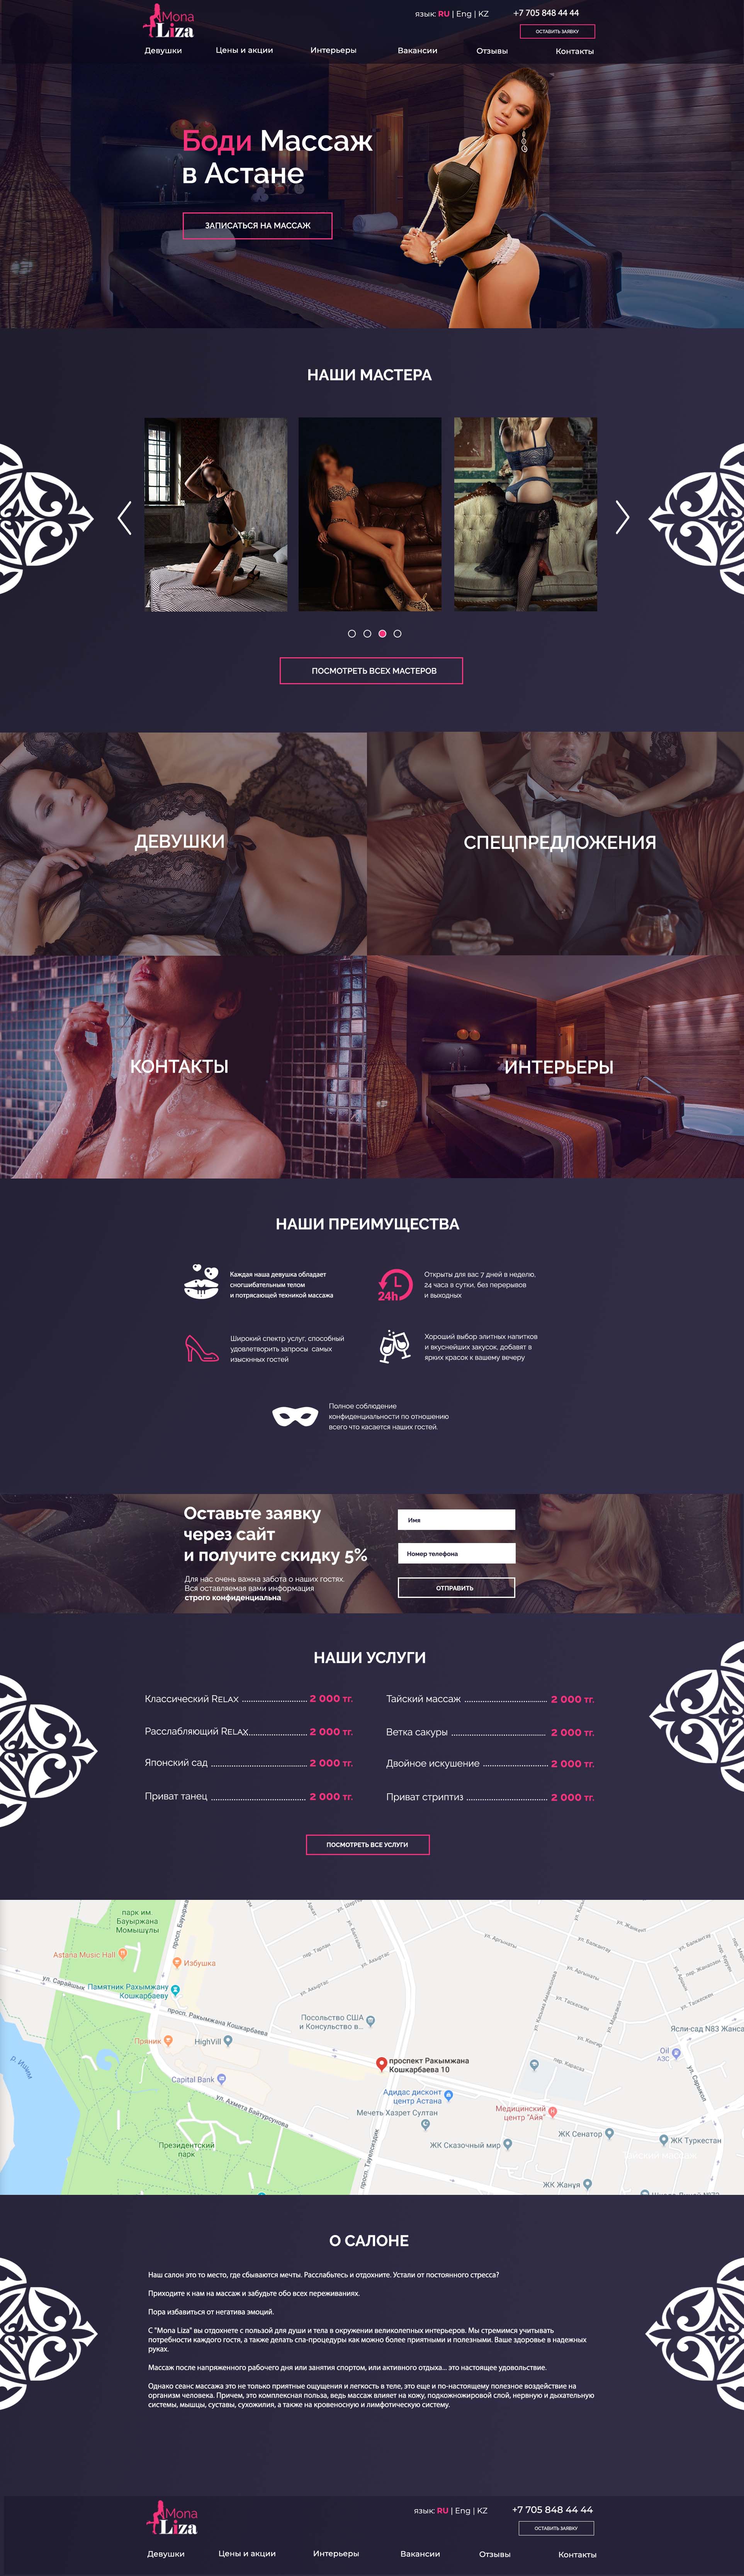 Mona
Liza
язык: RU | Eng | KZ
+7 705 848 44 44
ОСТАВИТЬ ЗАЯВКУ
Девушки
Цены и акции
Интерьеры
Вакансии
Отзывы
Контакты
Боди Массаж
в Астане
ЗАПИСАТЬСЯ НА МАССАЖ
НАШИ МАСТЕРА
ПОСМОТРЕТЬ ВСЕХ МАСТЕРОВ
ДЕВУШКИ
СПЕЦПРЕДЛОЖЕНИЯ
КОНТАКТЫ
ИНТЕРЬЕРЫ
НАШИ ПРЕИМУЩЕСТВА
Каждая наша девушка обладает
сногшибательным телом
и потрясающей техникой массажа
24h
Открыты для вас 7 дней в неделю,
24 часа в сутки, без перерывов
и выходных
Широкий спектр услуг, способный
удовлетворить запросы самых
изыскнных гостей
Хороший выбор элитных напитков
и вкуснейших закусок, добавят в
ярких красок к вашему вечеру
Полное соблюдение
конфиденциальности по отношению
всего что касается наших гостей.
Оставьте заявку
через сайт
и получите скидку 5%
Для нас очень важна забота о наших гостях.
Вся оставляемая вами информация
строго конфиденциальна
Имя
Номер телефона
ОТПРАВИТЬ
НАШИ УСЛУГИ
Классический Relax 2 000 тг.
Тайский массаж 2 000 тг.
Расслабляющий Relax 2 000 тг.
Ветка сакуры 2 000 тг.
Японский сад 2 000 тг.
Двойное искушение 2 000 тг.
Приват танец 2 000 тг.
Приват стриптиз 2 000 тг.
ПОСМОТРЕТЬ ВСЕ УСЛУГИ
парк им
Бауыржана
Момышулы
просп. Бауыржа
Astana Music Hall
Избушка
ул. Сарайшык
Памятник Рахымжану
Кошкарбаеву
просп. Ракымжана Кошкарбаева
Посольство США
и Консульство в...
Пряник
HighVill
р. Ишим
Capital Bank
ул. Ахмета Байтурсунова
Президентский
парк
просп. Тауелсиздик
проспект Ракымжана
Кошкарбаева 10
Адидас дисконт
центр Астана
Мечеть Хазрет Султан
ЖК Сказочный мир
Медицинский
центр "Айя"
ЖК Сенатор
ЖК Туркестан
ЖК Жануя
Ясли-сад N83 Жанса
Oil
АЗС
О САЛОНЕ
Наш салон это то место, где сбываются мечты. Расслабьтесь и отдохните. Устали от постоянного стресса?
Приходите к нам на массаж и забудьте обо всех переживаниях.
Пора избавиться от негатива эмоций.
С "Mona Liza" вы отдохнете с пользой для души и тела в окружении великолепных интерьеров. Мы стремимся учитывать
потребности каждого гостя, а также делать спа-процедуры как можно более приятными и полезными. Ваше здоровье в надежных
руках.
Массаж после напряженного рабочего дня или занятия спортом, или активного отдыха... это настоящее удовольствие.
Однако сеанс массажа это не только приятные ощущения и легкость в теле, это еще и по-настоящему полезное воздействие на
организм человека. Причем, это комплексная польза, ведь массаж влияет на кожу, подкожножировой слой, нервную и дыхательную
системы, мышцы, суставы, сухожилия, а также на кровеносную и лимфотическую систему.
Mona
Liza
язык: RU | Eng | KZ
+7 705 848 44 44
ОСТАВИТЬ ЗАЯВКУ
Девушки
Цены и акции
Интерьеры
Вакансии
Отзывы
Контакты